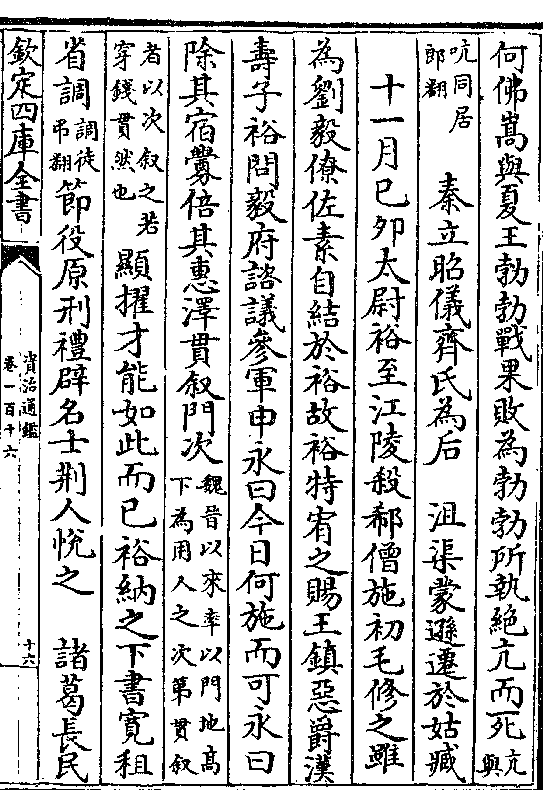 何佛嵩與夏王勃勃戰果敗為勃勃所執絶亢而死亢與
吭同居郎翻　秦立昭儀齊氏為后　沮渠蒙遜遷於姑臧
十一月己卯太尉裕至江陵殺郗僧施初毛修之雖
為劉毅僚佐素自結於裕故裕特宥之賜王鎮惡爵漢
壽子裕問毅府諮議參軍申永曰今日何施而可永曰
除其宿釁倍其惠澤貫叙門次魏晉以來率以門地高下為用人之次第貫叙
者以次叙之若穿錢貫然也顯擢才能如此而已裕納之下書寬租
省調調徒弔翻節役原刑禮辟名士荆人悅之　諸葛長民
欽定四庫全書
資治通鑑
卷一百十六
十六